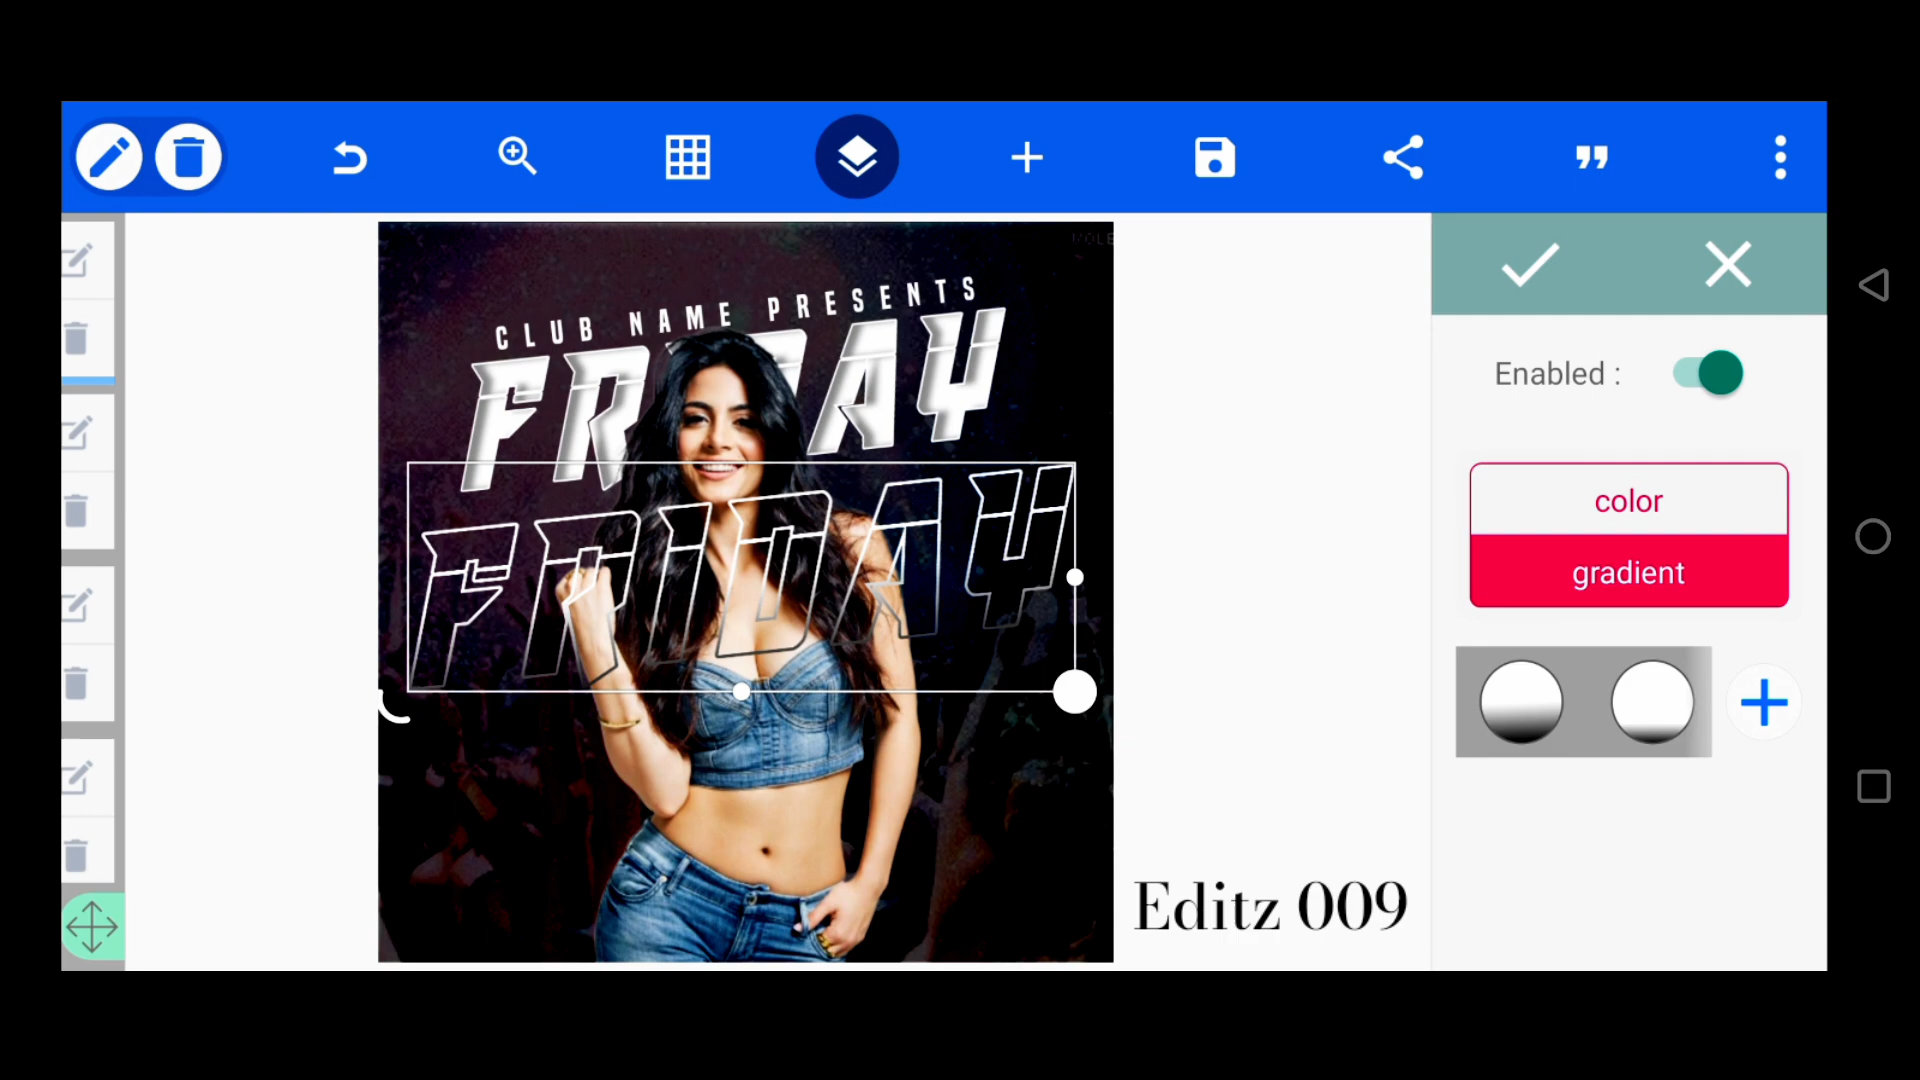 CLUB NAME PRESENTS
FRIDAY
FRIDAY
Enabled :
color
gradient
Editz 009